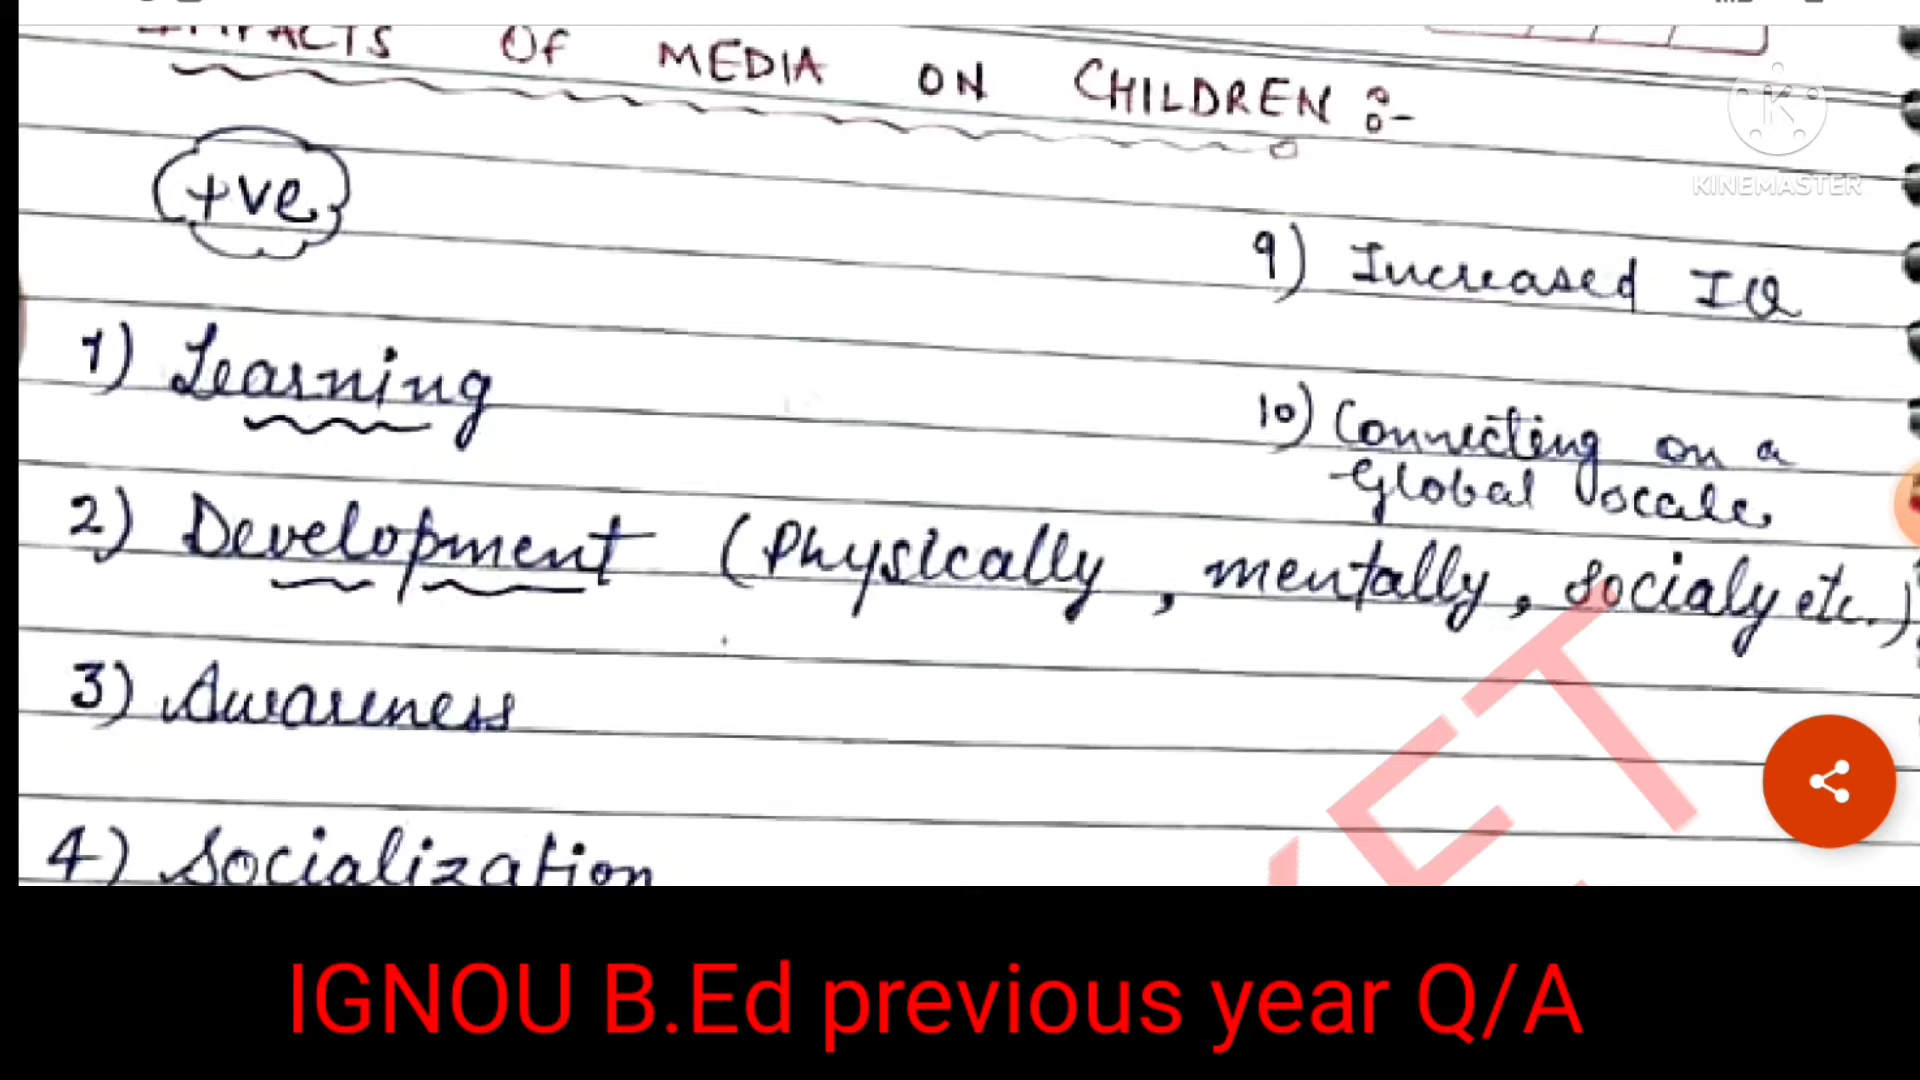 IMPACTS OF MEDIA ON CHILDREN :-
KINEMASTER
+ve
9) Increased IQ
1) Learning
10) Connecting on a
Global scale.
2) Development (Physically, mentally, socialy etc.)
3) Awareness
4) Socialization
IGNOU B.Ed previous year Q/A